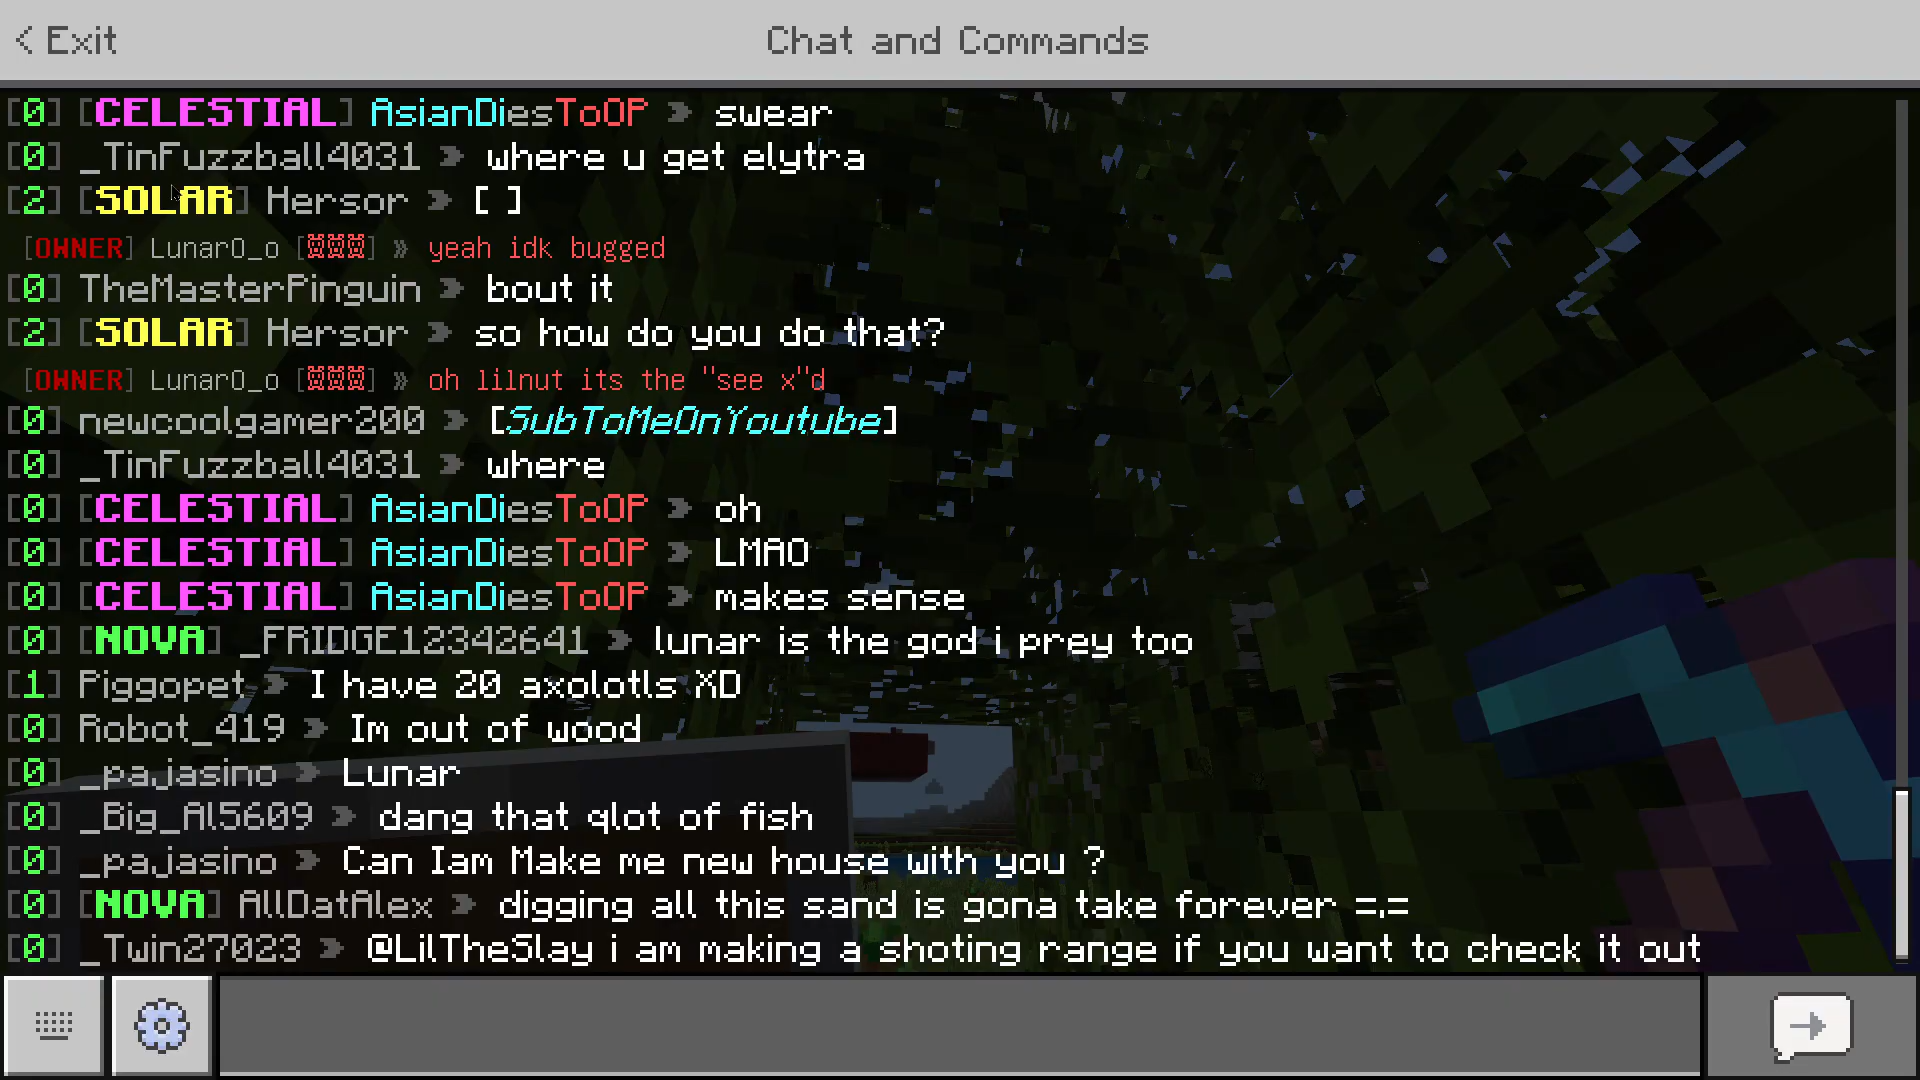 < Exit
Chat and Commands
[0] [CELESTIAL] AsianDiesToOP » swear
[0] _TinFuzzball4031 » where u get elytra
[2] [SOLAR] Hersor » [ ]
[OWNER] LunarO_o [] » yeah idk bugged
[0] TheMasterPinguin » bout it
[2] [SOLAR] Hersor » so how do you do that?
[OWNER] LunarO_o [] » oh lilnut its the "see x"d
[0] newcoolgamer200 » [SubToMeOnYoutube]
[0] _TinFuzzball4031 » where
[0] [CELESTIAL] AsianDiesToOP » oh
[0] [CELESTIAL] AsianDiesToOP » LMAO
[0] [CELESTIAL] AsianDiesToOP » makes sense
[0] [NOVA] _FRIDGE12342641 » lunar is the god i prey too
[1] Piggopet » I have 20 axolotls XD
[0] Robot_419 » Im out of wood
[0] _pajasino » Lunar
[0] _Big_Al5609 » dang that qlot of fish
[0] _pajasino » Can Iam Make me new house with you ?
[0] [NOVA] AllDatAlex » digging all this sand is gona take forever =.=
[0] _Twin27023 » @LilTheSlay i am making a shoting range if you want to check it out